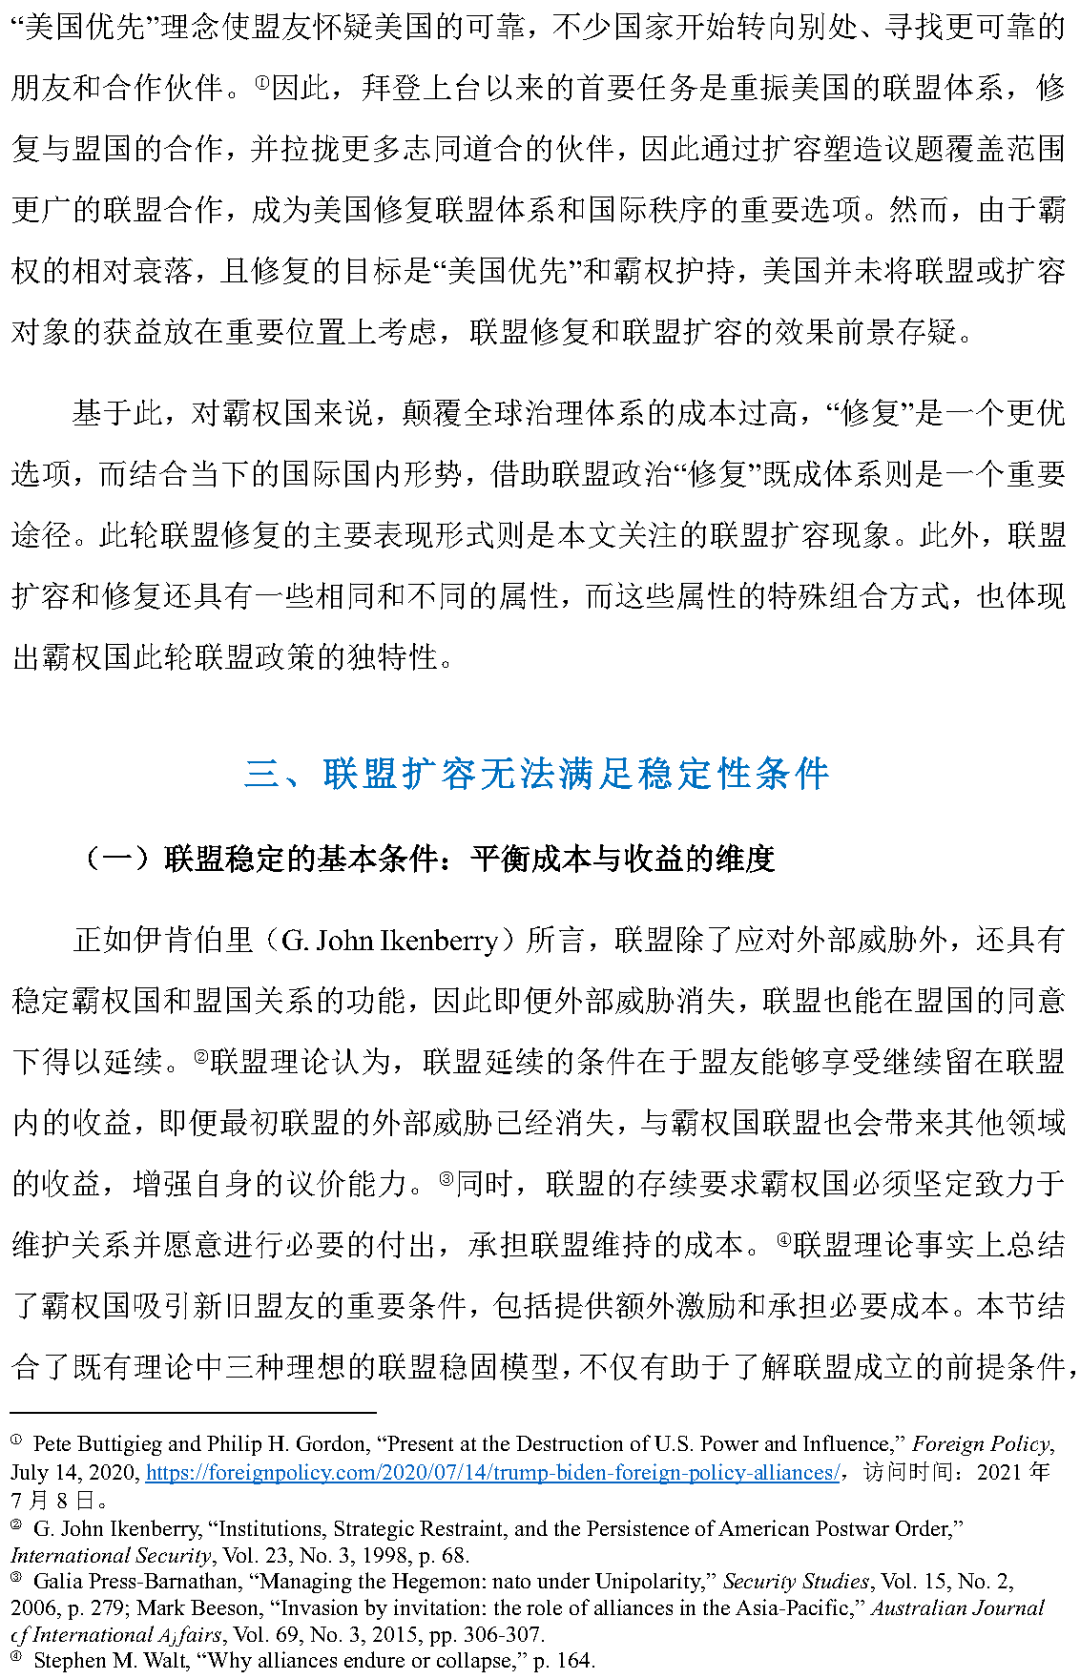 “美国优先”理念使盟友怀疑美国的可靠，不少国家开始转向别处、寻找更可靠的
朋友和合作伙伴。①因此，拜登上台以来的首要任务是重振美国的联盟体系，修
复与盟国的合作，并拉拢更多志同道合的伙伴，因此通过扩容塑造议题覆盖范围
更广的联盟合作，成为美国修复联盟体系和国际秩序的重要选项。然而，由于霸
权的相对衰落，且修复的目标是“美国优先”和霸权护持，美国并未将联盟或扩容
对象的获益放在重要位置上考虑，联盟修复和联盟扩容的效果前景存疑。
基于此，对霸权国来说，颠覆全球治理体系的成本过高，“修复”是一个更优
选项，而结合当下的国际国内形势，借助联盟政治“修复”既成体系则是一个重要
途径。此轮联盟修复的主要表现形式则是本文关注的联盟扩容现象。此外，联盟
扩容和修复还具有一些相同和不同的属性，而这些属性的特殊组合方式，也体现
出霸权国此轮联盟政策的独特性。
三、联盟扩容无法满足稳定性条件
（一）联盟稳定的基本条件：平衡成本与收益的维度
正如伊肯伯里（G. John Ikenberry）所言，联盟除了应对外部威胁外，还具有
稳定霸权国和盟国关系的功能，因此即便外部威胁消失，联盟也能在盟国的同意
下得以延续。②联盟理论认为，联盟延续的条件在于盟友能够享受继续留在联盟
内的收益，即便最初联盟的外部威胁已经消失，与霸权国联盟也会带来其他领域
的收益，增强自身的议价能力。③同时，联盟的存续要求霸权国必须坚定致力于
维护关系并愿意进行必要的付出，承担联盟维持的成本。④联盟理论事实上总结
了霸权国吸引新旧盟友的重要条件，包括提供额外激励和承担必要成本。本节结
合了既有理论中三种理想的联盟稳固模型，不仅有助于了解联盟成立的前提条件，
① Pete Buttigieg and Philip H. Gordon, “Present at the Destruction of U.S. Power and Influence,” Foreign Policy,
July 14, 2020, https://foreignpolicy.com/2020/07/14/trump-biden-foreign-policy-alliances/，访问时间：2021 年
7 月 8 日。
② G. John Ikenberry, “Institutions, Strategic Restraint, and the Persistence of American Postwar Order,”
International Security, Vol. 23, No. 3, 1998, p. 68.
③ Galia Press-Barnathan, “Managing the Hegemon: nato under Unipolarity,” Security Studies, Vol. 15, No. 2,
2006, p. 279; Mark Beeson, “Invasion by invitation: the role of alliances in the Asia-Pacific,” Australian Journal
of International Affairs, Vol. 69, No. 3, 2015, pp. 306-307.
④ Stephen M. Walt, “Why alliances endure or collapse,” p. 164.